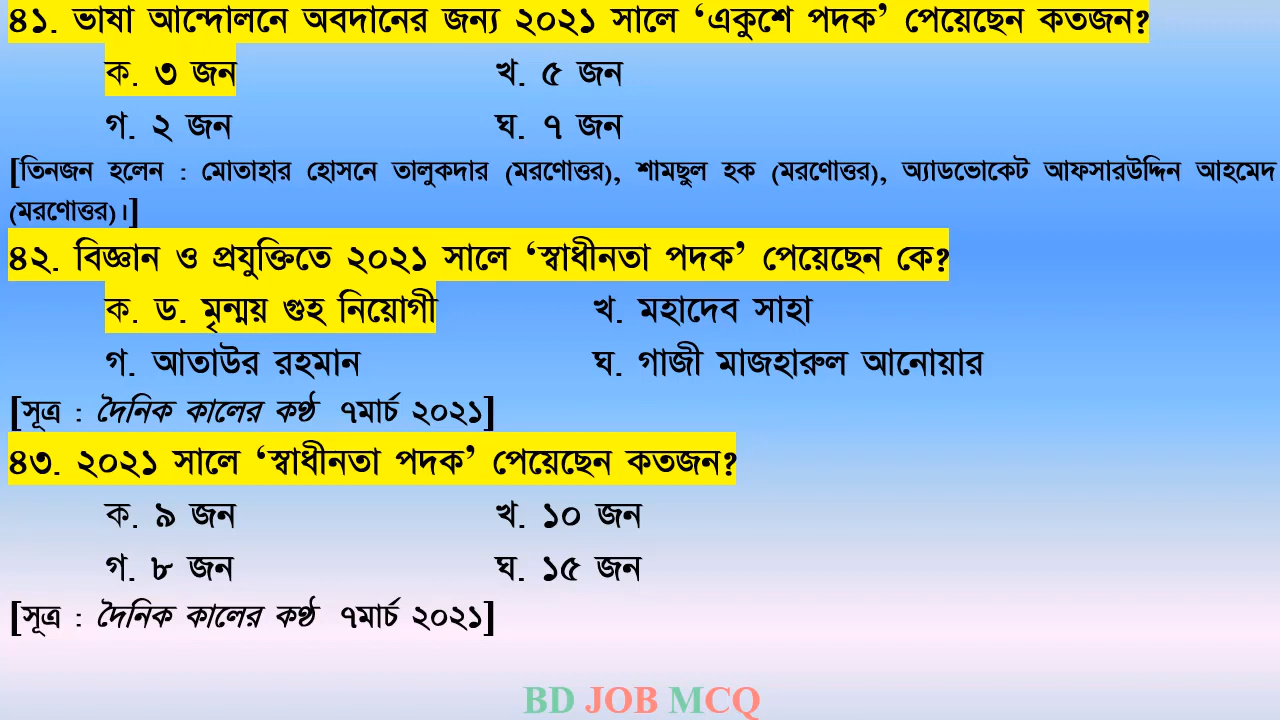 ৪১. ভাষা আন্দোলনে অবদানের জন্য ২০২১ সালে ‘একুশে পদক’ পেয়েছেন কতজন?
ক. ৩ জন খ. ৫ জন
গ. ২ জন ঘ. ৭ জন
[তিনজন হলেন : মোতাহার হোসনে তালুকদার (মরণোত্তর), শামছুল হক (মরণোত্তর), অ্যাডভোকেট আফসারউদ্দিন আহমেদ
(মরণোত্তর)।]
৪২. বিজ্ঞান ও প্রযুক্তিতে ২০২১ সালে ‘স্বাধীনতা পদক’ পেয়েছেন কে?
ক. ড. মৃন্ময় গুহ নিয়োগী খ. মহাদেব সাহা
গ. আতাউর রহমান ঘ. গাজী মাজহারুল আনোয়ার
[সূত্র : দৈনিক কালের কণ্ঠ ৭মার্চ ২০২১]
৪৩. ২০২১ সালে ‘স্বাধীনতা পদক’ পেয়েছেন কতজন?
ক. ৯ জন খ. ১০ জন
গ. ৮ জন ঘ. ১৫ জন
[সূত্র : দৈনিক কালের কণ্ঠ ৭মার্চ ২০২১]
BD JOB MCQ